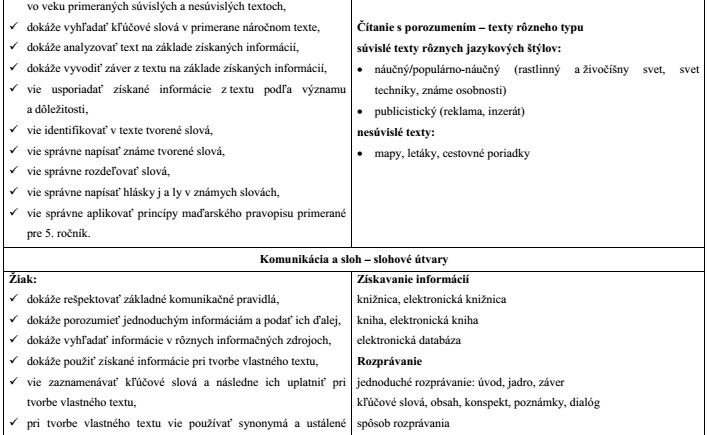 vo veku primeraných súvislých a nesúvislých textoch,
✓ dokáže vyhľadať kľúčové slová v primerane náročnom texte,
✓ dokáže analyzovať text na základe získaných informácií,
✓ dokáže vyvodiť záver z textu na základe získaných informácií,
✓ vie usporiadať získané informácie z textu podľa významu
a dôležitosti,
✓ vie identifikovať v texte tvorené slová,
✓ vie správne napísať známe tvorené slová,
✓ vie správne rozdeľovať slová,
✓ vie správne napísať hlásky j a ly v známych slovách,
✓ vie správne aplikovať princípy maďarského pravopisu primerané
pre 5. ročník.
Čítanie s porozumením – texty rôzneho typu
súvislé texty rôznych jazykových štýlov:
• náučný/populárno-náučný (rastlinný a živočíšny svet, svet
techniky, známe osobnosti)
• publicistický (reklama, inzerát)
nesúvislé texty:
• mapy, letáky, cestovné poriadky
Komunikácia a sloh – slohové útvary
Žiak:
✓ dokáže rešpektovať základné komunikačné pravidlá,
✓ dokáže porozumieť jednoduchým informáciám a podať ich ďalej,
✓ dokáže vyhľadať informácie v rôznych informačných zdrojoch,
✓ dokáže použiť získané informácie pri tvorbe vlastného textu,
✓ vie zaznamenávať kľúčové slová a následne ich uplatniť pri
tvorbe vlastného textu,
✓ pri tvorbe vlastného textu vie používať synonymá a ustálené
Získavanie informácií
knižnica, elektronická knižnica
kniha, elektronická kniha
elektronická databáza
Rozprávanie
jednoduché rozprávanie: úvod, jadro, záver
kľúčové slová, obsah, konspekt, poznámky, dialóg
spôsob rozprávania